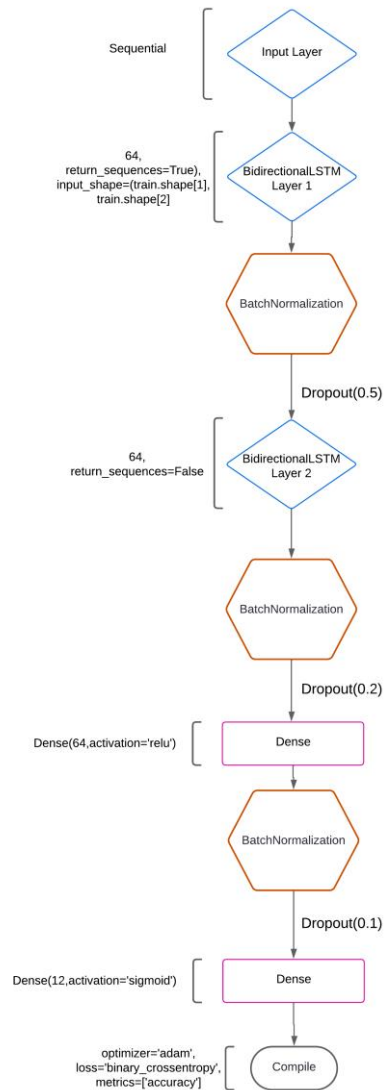 Sequential
Input Layer
64,
return_sequences=True),
input_shape=(train.shape[1],
train.shape[2]
BidirectionalLSTM
Layer 1
BatchNormalization
Dropout(0.5)
64,
return_sequences=False
BidirectionalLSTM
Layer 2
BatchNormalization
Dropout(0.2)
Dense(64,activation='relu')
Dense
BatchNormalization
Dropout(0.1)
Dense(12,activation='sigmoid')
Dense
optimizer='adam',
loss='binary_crossentropy',
metrics=['accuracy']
Compile